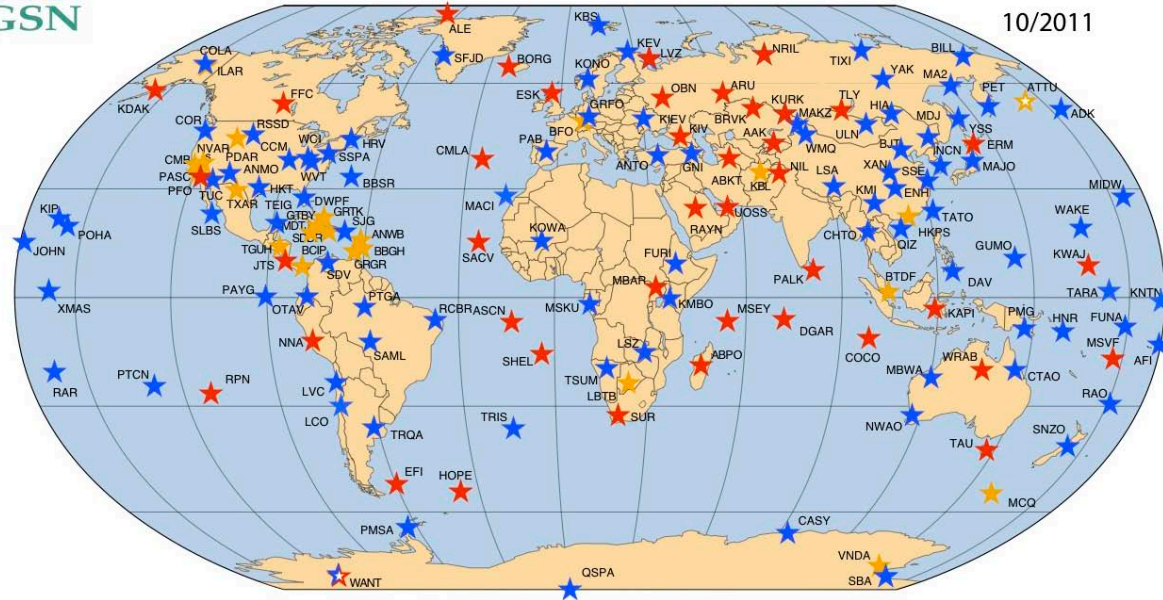 GSN
10/2011
ALE
KBS
KEV
LVZ
NRIL
TIXI
BILL
COLA
ILAR
SFJD
BORG
KONO
YAK
MA2
PET
ATTU
ADK
KDAK
FFC
ESK
OBN
ARU
KURK
TLY
HIA
MDJ
YSS
COR
RSSD
GRFO
BRVK
MAKZ
NVAR
CCM
WCI
HRV
PAB
BFO
KIEV
KIV
AAK
ULN
BJT
INCN
ERM
CMB
PDAR
SSPA
CMLA
ANTO
GNI
WMQ
XAN
SSE
MAJO
PASC
ANMO
WVT
ABKT
KBL
NIL
LSA
PFO
TUC
HKT
BBSR
KMI
ENH
MIDW
TXAR
TEIG
DWPF
MACI
UOSS
KIP
POHA
SLBS
GTBY
GRTK
SJG
RAYN
TATO
WAKE
MDTJ
SDDR
ANWB
KOWA
CHTO
QIZ
HKPS
JOHN
TGUH
BCIP
BBGH
SACV
FURI
GUMO
KWAJ
JTS
SDV
GRGR
MBAR
PALK
BTDF
DAV
XMAS
PAYG
OTAV
PTGA
MSKU
KMBO
MSEY
TARA
KNTN
RCBR
ASCN
DGAR
KAPI
PMG
HNR
FUNA
NNA
SAML
SHEL
LSZ
ABPO
COCO
WRAB
MSVF
AFI
RAR
PTCN
RPN
LVC
TSUM
LBTB
MBWA
CTAO
RAO
LCO
TRQA
TRIS
SUR
NWAO
SNZO
TAU
EFI
HOPE
MCQ
PMSA
CASY
VNDA
WANT
QSPA
SBA